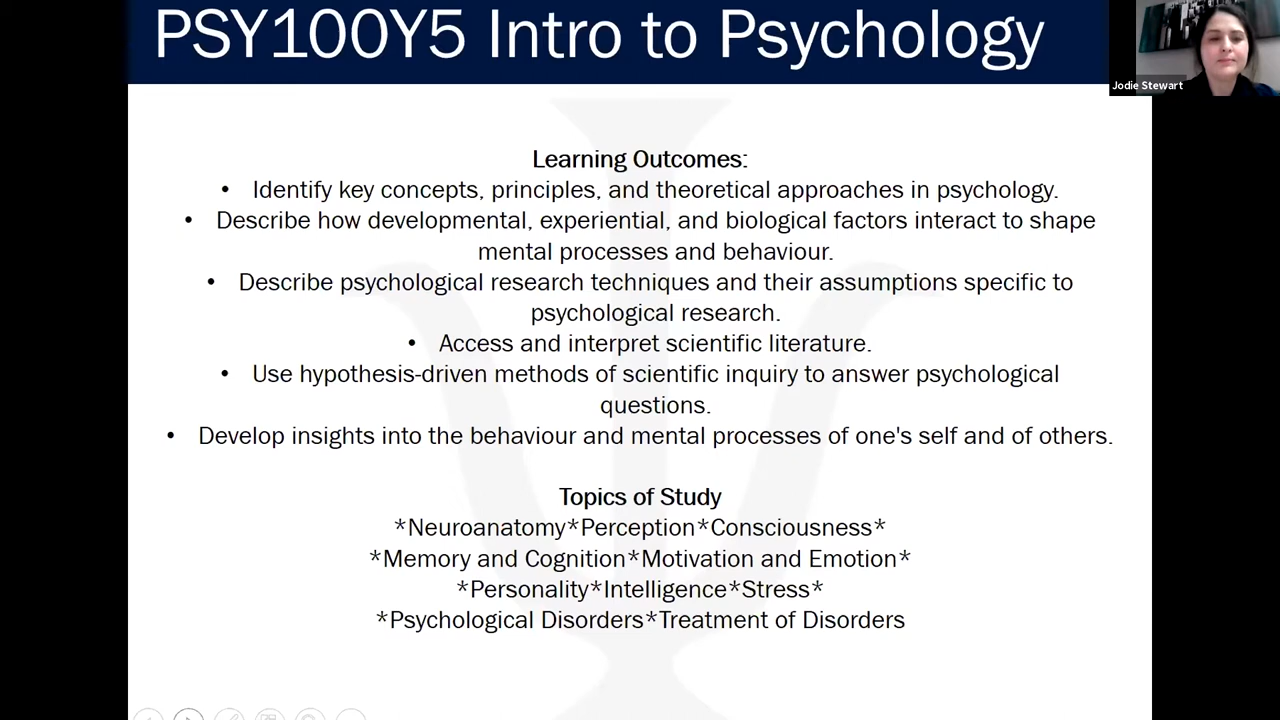 PSY100Y5 Intro to Psychology
Jodie Stewart
Learning Outcomes:
• Identify key concepts, principles, and theoretical approaches in psychology.
• Describe how developmental, experiential, and biological factors interact to shape
mental processes and behaviour.
• Describe psychological research techniques and their assumptions specific to
psychological research.
• Access and interpret scientific literature.
• Use hypothesis-driven methods of scientific inquiry to answer psychological
questions.
• Develop insights into the behaviour and mental processes of one's self and of others.
Topics of Study
*Neuroanatomy*Perception*Consciousness*
*Memory and Cognition*Motivation and Emotion*
*Personality*Intelligence*Stress*
*Psychological Disorders*Treatment of Disorders